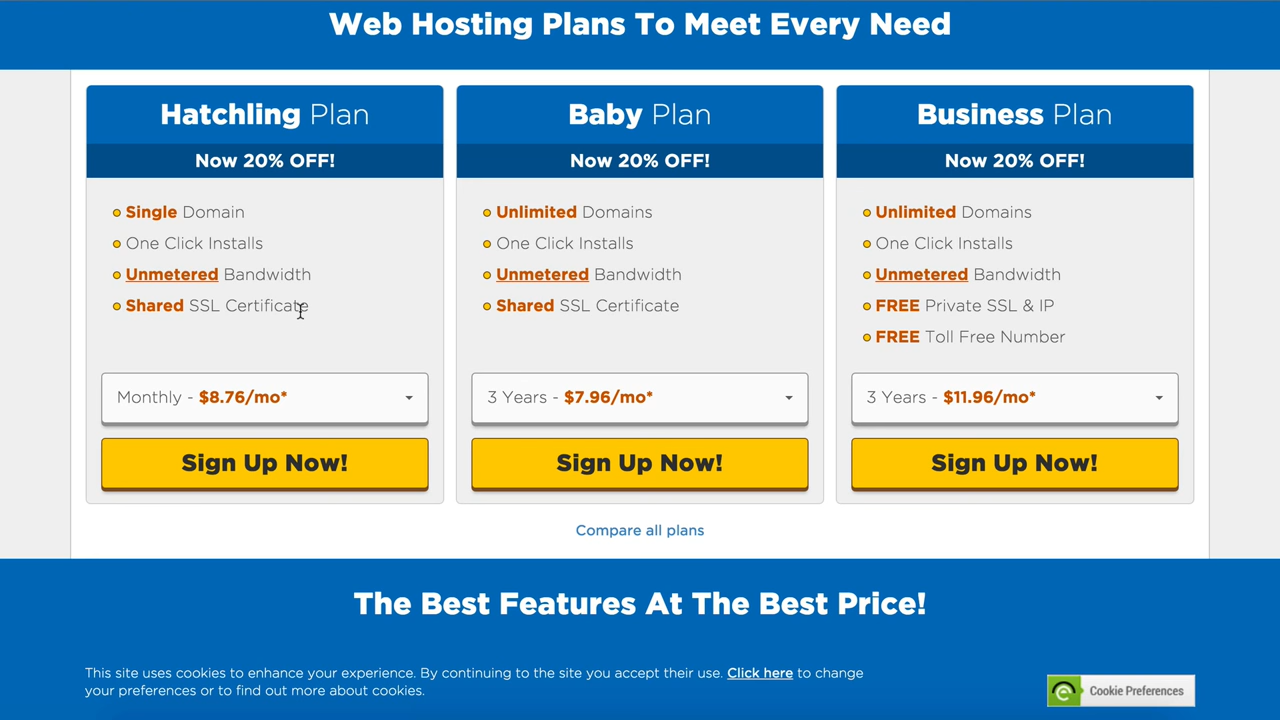 Web Hosting Plans To Meet Every Need
Hatchling Plan
Now 20% OFF!
Single Domain
One Click Installs
Unmetered Bandwidth
Shared SSL Certificate
Monthly - $8.76/mo*
Sign Up Now!
Baby Plan
Now 20% OFF!
Unlimited Domains
One Click Installs
Unmetered Bandwidth
Shared SSL Certificate
3 Years - $7.96/mo*
Sign Up Now!
Business Plan
Now 20% OFF!
Unlimited Domains
One Click Installs
Unmetered Bandwidth
FREE Private SSL & IP
FREE Toll Free Number
3 Years - $11.96/mo*
Sign Up Now!
Compare all plans
The Best Features At The Best Price!
This site uses cookies to enhance your experience. By continuing to the site you accept their use. Click here to change
your preferences or to find out more about cookies.
Cookie Preferences